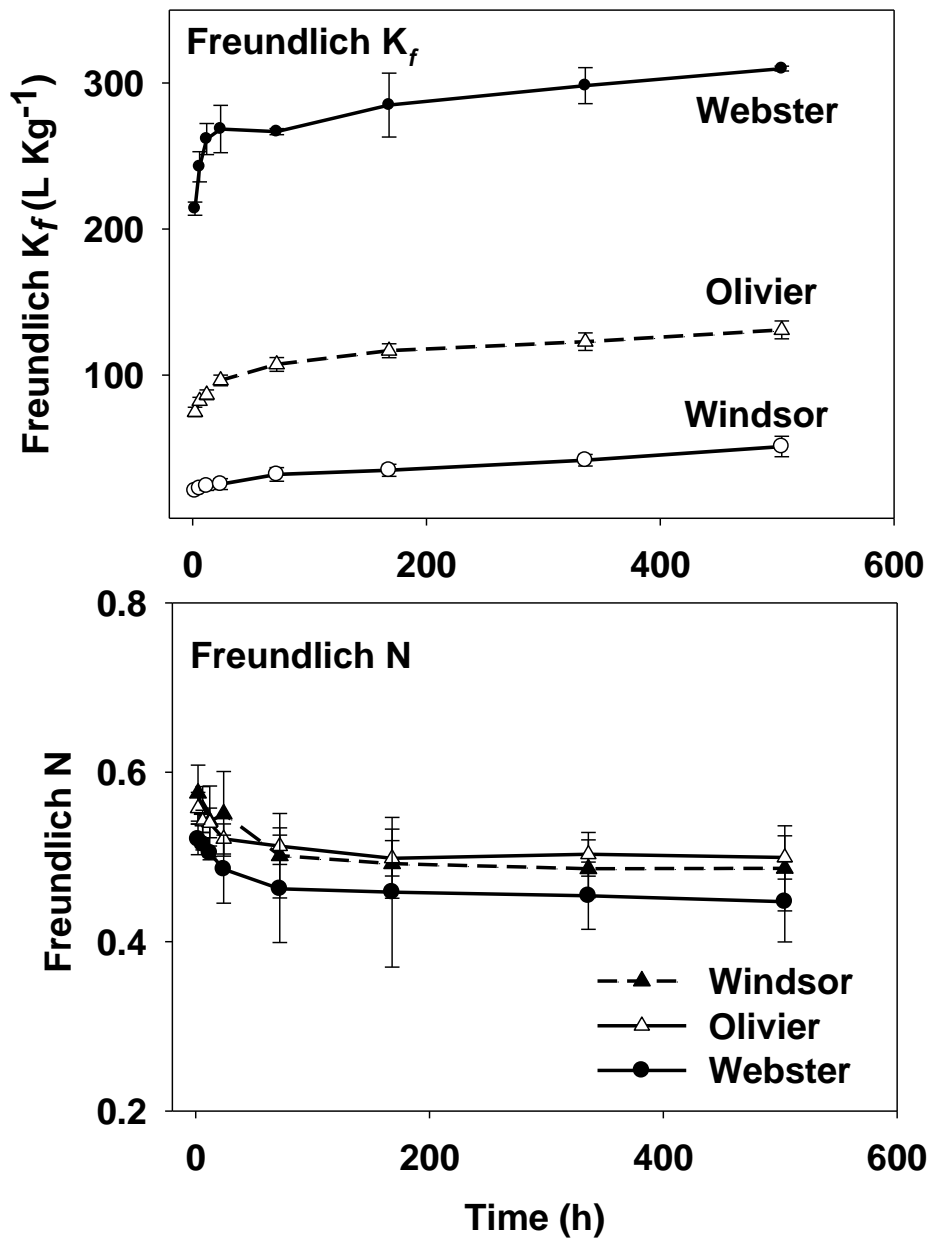 Freundlich K_f
Freundlich K_f (L Kg^-1)
300
200
100
Webster
Olivier
Windsor
0 200 400 600
Freundlich N
Freundlich N
0.8
0.6
0.4
0.2
Windsor
Olivier
Webster
0 200 400 600
Time (h)